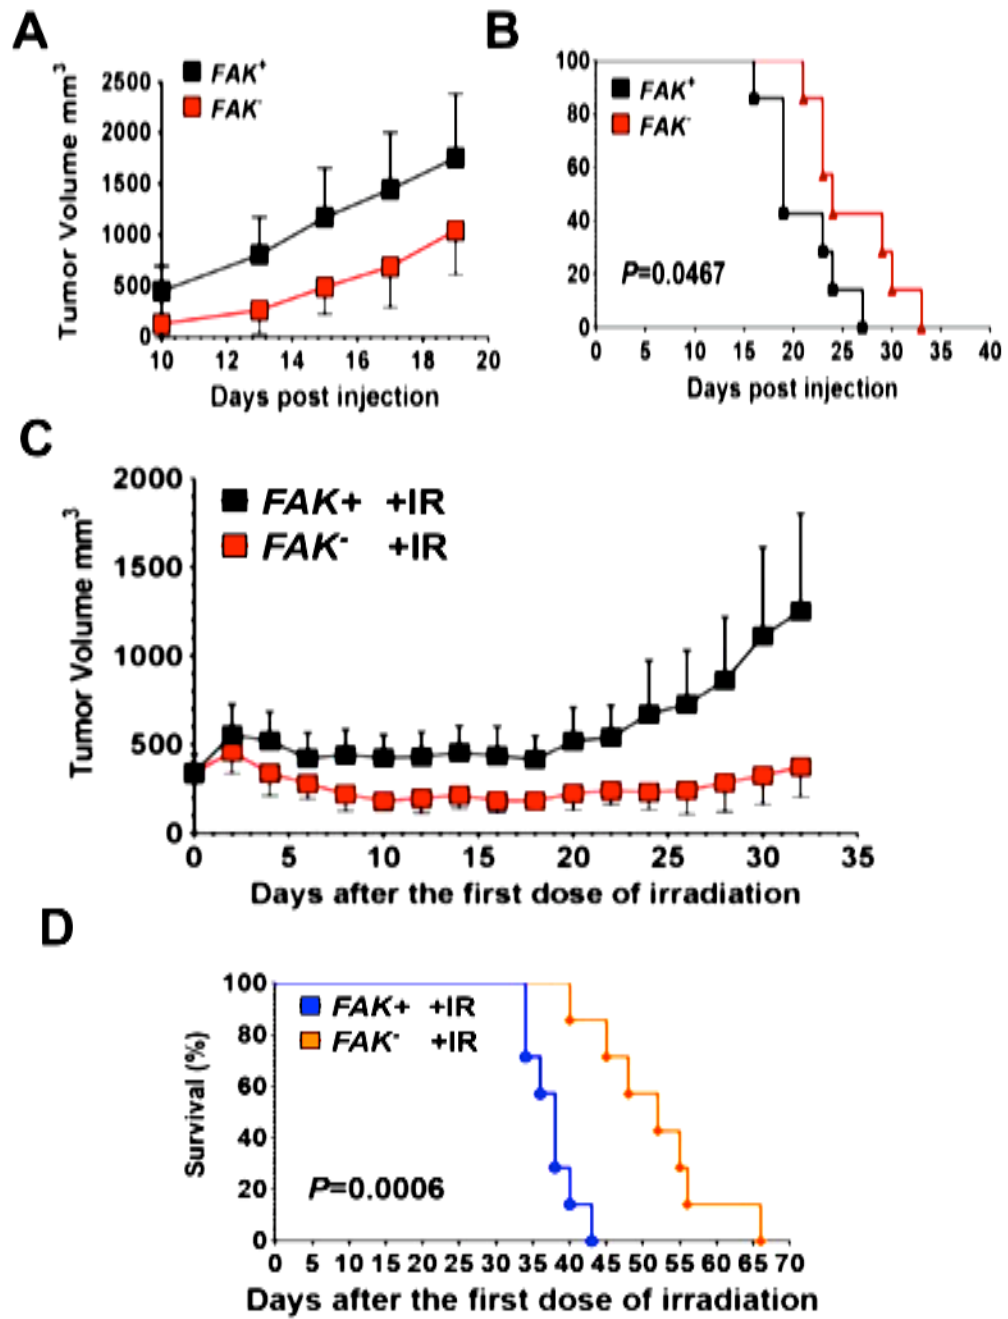 A
Tumor Volume mm³
2500
2000
1500
1000
500
0
FAK⁺
FAK⁻
10 12 14 16 18 20
Days post injection
B
100
80
60
40
20
0
FAK⁺
FAK⁻
P=0.0467
0 5 10 15 20 25 30 35 40
Days post injection
C
Tumor Volume mm³
2000
1500
1000
500
0
FAK+ +IR
FAK⁻ +IR
0 5 10 15 20 25 30 35
Days after the first dose of irradiation
D
Survival (%)
100
80
60
40
20
0
FAK+ +IR
FAK⁻ +IR
P=0.0006
0 5 10 15 20 25 30 35 40 45 50 55 60 65 70
Days after the first dose of irradiation